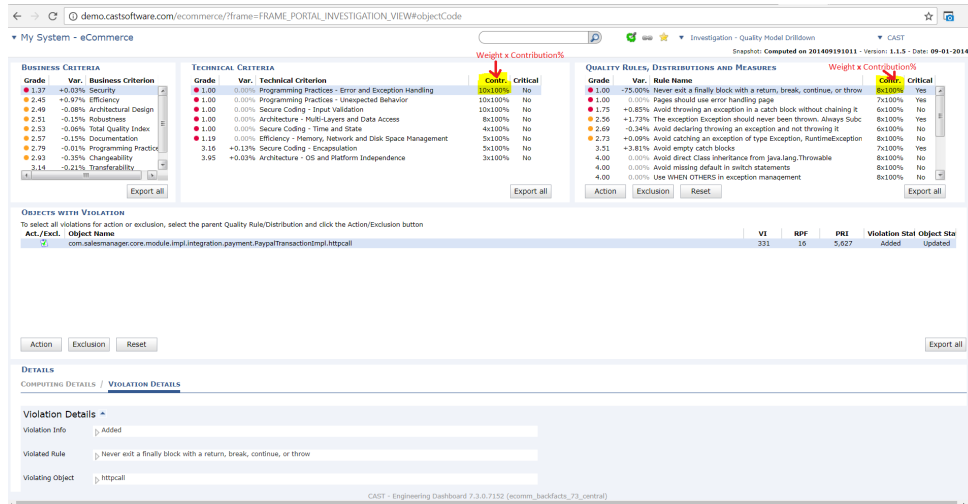 demo.castsoftware.com/ecommerce/?frame=FRAME_PORTAL_INVESTIGATION_VIEW#objectCode
My System - eCommerce
Investigation - Quality Model Drilldown
CAST
Snapshot: Computed on 201409191011 - Version: 1.1.5 - Date: 09-01-2014
Weight x Contribution%
Weight x Contribution%
BUSINESS CRITERIA
Grade Var. Business Criterion
1.37 +0.03% Security
2.45 +0.97% Efficiency
2.49 -0.08% Architectural Design
2.51 -0.15% Robustness
2.53 -0.06% Total Quality Index
2.57 -0.15% Documentation
2.79 -0.01% Programming Practice
2.93 -0.35% Changeability
3.14 -0.21% Transferability
Export all
TECHNICAL CRITERIA
Grade Var. Technical Criterion Contr. Critical
1.00 0.00% Programming Practices - Error and Exception Handling 10x100% No
1.00 0.00% Programming Practices - Unexpected Behavior 10x100% No
1.00 0.00% Secure Coding - Input Validation 10x100% No
1.00 0.00% Architecture - Multi-Layers and Data Access 8x100% No
1.00 0.00% Secure Coding - Time and State 4x100% No
1.19 0.00% Efficiency - Memory, Network and Disk Space Management 5x100% No
3.16 +0.13% Secure Coding - Encapsulation 5x100% No
3.95 +0.03% Architecture - OS and Platform Independence 3x100% No
Export all
QUALITY RULES, DISTRIBUTIONS AND MEASURES
Grade Var. Rule Name Contr. Critical
1.00 -75.00% Never exit a finally block with a return, break, continue, or throw 8x100% Yes
1.00 0.00% Pages should use error handling page 7x100% Yes
1.75 +0.85% Avoid throwing an exception in a catch block without chaining it 6x100% No
2.56 +1.73% The exception Exception should never been thrown. Always Subc 8x100% Yes
2.69 -0.34% Avoid declaring throwing an exception and not throwing it 6x100% No
2.73 +0.09% Avoid catching an exception of type Exception, RuntimeException 6x100% No
3.51 +3.81% Avoid empty catch blocks 7x100% Yes
4.00 0.00% Avoid direct Class inheritance from java.lang.Throwable 8x100% No
4.00 0.00% Avoid missing default in switch statements 8x100% No
4.00 0.00% Use WHEN OTHERS in exception management 8x100% No
Action Exclusion Reset Export all
OBJECTS WITH VIOLATION
To select all violations for action or exclusion, select the parent Quality Rule/Distribution and click the Action/Exclusion button
Act./Excl. Object Name VI RPF PRI Violation Stat Object Sta
com.salesmanager.core.module.impl.integration.payment.PaypalTransactionImpl.httpcall 331 16 5,627 Added Updated
Action Exclusion Reset Export all
DETAILS
COMPUTING DETAILS / VIOLATION DETAILS
Violation Details
Violation Info Added
Violated Rule Never exit a finally block with a return, break, continue, or throw
Violating Object httpcall
CAST - Engineering Dashboard 7.3.0.7152 (ecomm_backfacts_73_central)